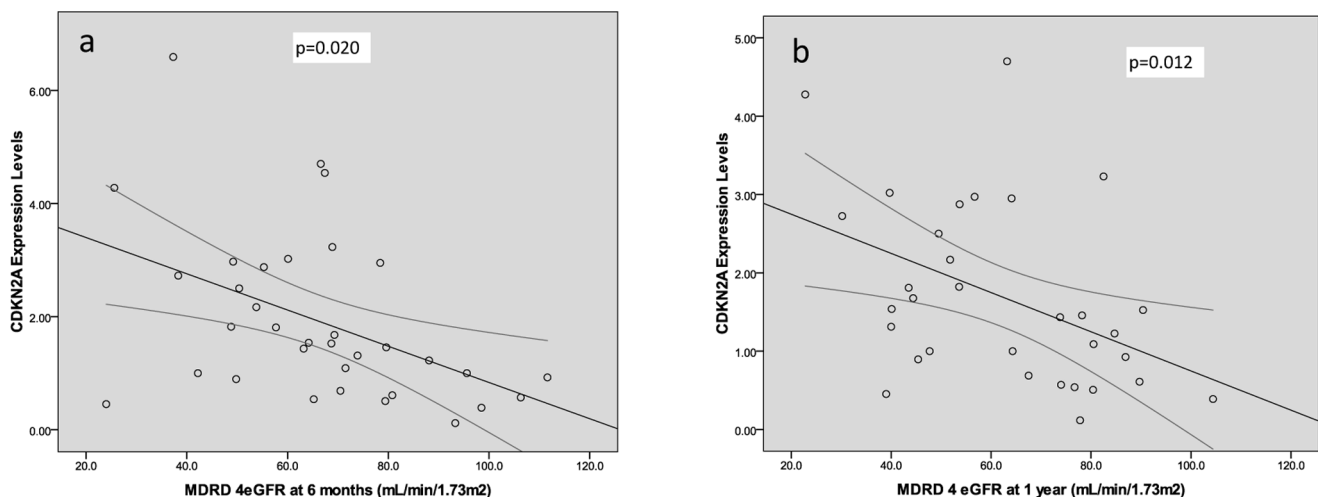 a
p=0.020
CDKN2A Expression Levels
6.00
4.00
2.00
0.00
20.0 40.0 60.0 80.0 100.0 120.0
MDRD 4eGFR at 6 months (mL/min/1.73m2)
b
p=0.012
CDKN2A Expression Levels
5.00
4.00
3.00
2.00
1.00
0.00
20.0 40.0 60.0 80.0 100.0 120.0
MDRD 4 eGFR at 1 year (mL/min/1.73m2)